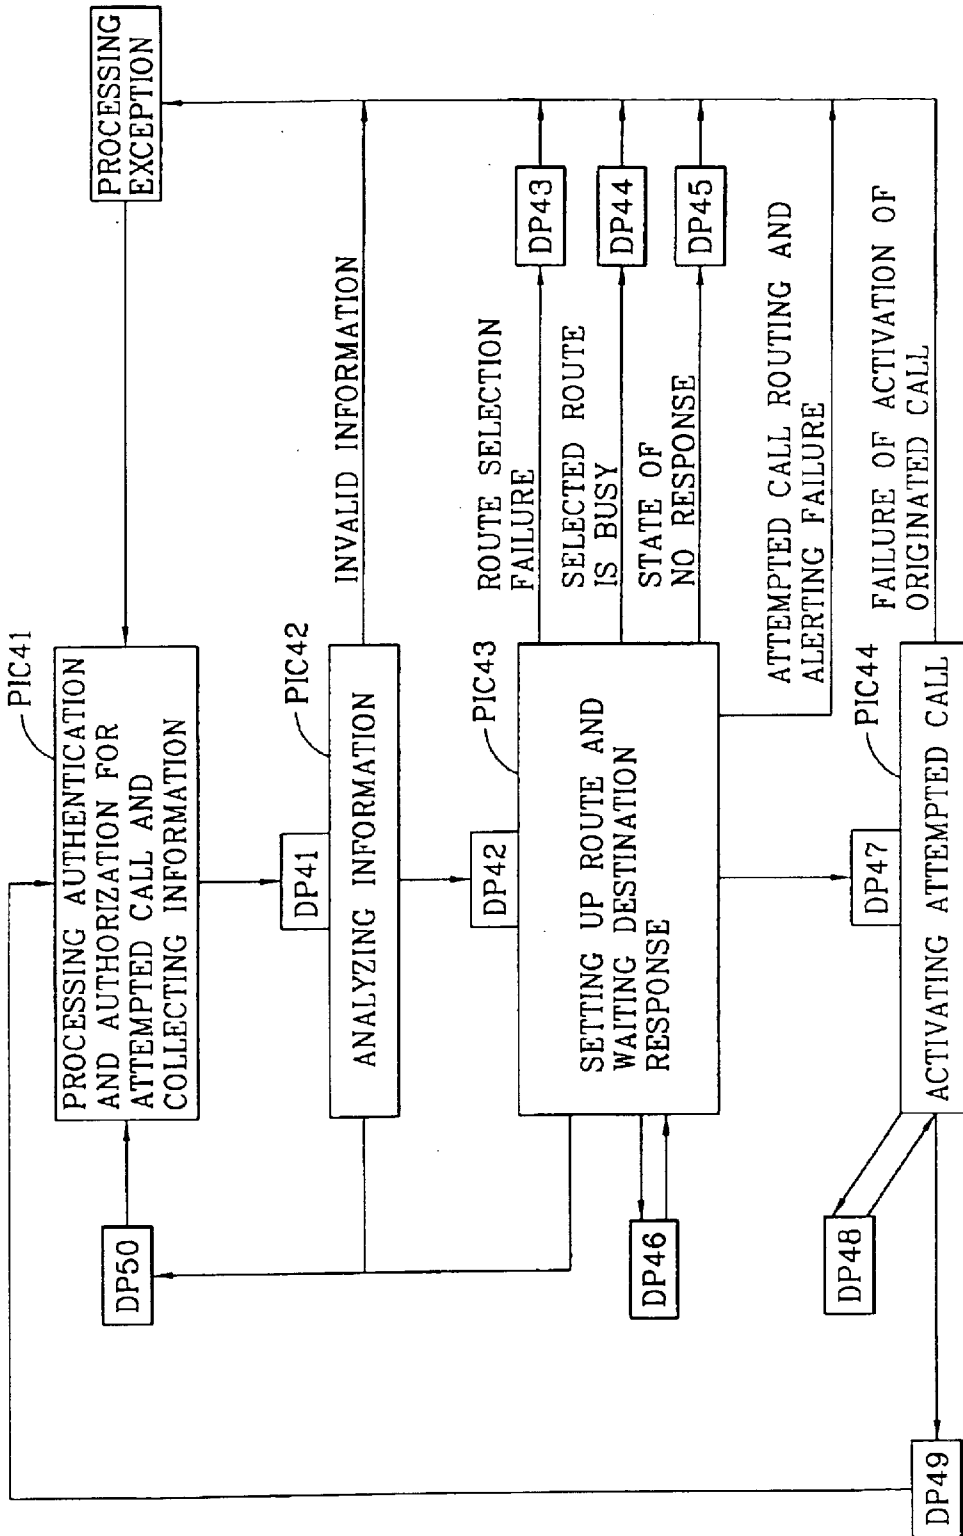 PIC41
PROCESSING AUTHENTICATION
AND AUTHORIZATION FOR
ATTEMPTED CALL AND
COLLECTING INFORMATION
PROCESSING
EXCEPTION
DP50
DP41
PIC42
ANALYZING INFORMATION
INVALID INFORMATION
DP42
PIC43
SETTING UP ROUTE AND
WAITING DESTINATION
RESPONSE
ROUTE SELECTION
FAILURE
DP43
SELECTED ROUTE
IS BUSY
DP44
STATE OF
NO RESPONSE
DP45
DP46
ATTEMPTED CALL ROUTING AND
ALERTING FAILURE
DP47
PIC44
ACTIVATING ATTEMPTED CALL
FAILURE OF ACTIVATION OF
ORIGINATED CALL
DP48
DP49